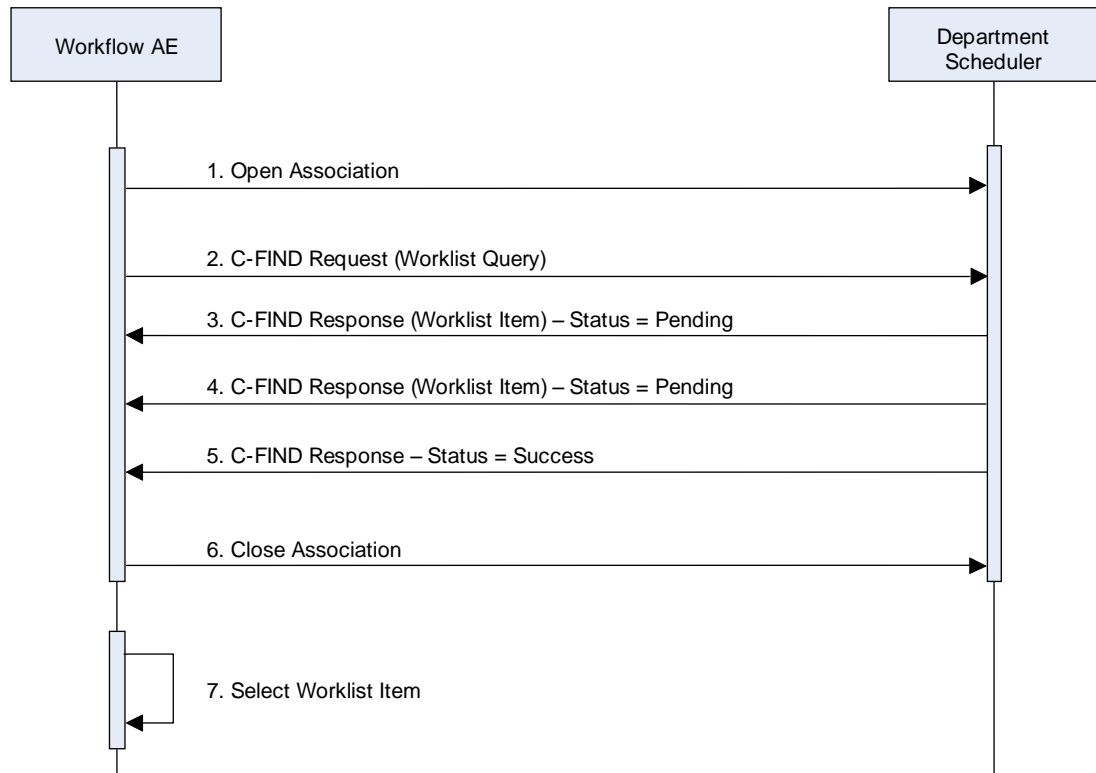 Workflow AE
Department
Scheduler
1. Open Association
2. C-FIND Request (Worklist Query)
3. C-FIND Response (Worklist Item) – Status = Pending
4. C-FIND Response (Worklist Item) – Status = Pending
5. C-FIND Response – Status = Success
6. Close Association
7. Select Worklist Item